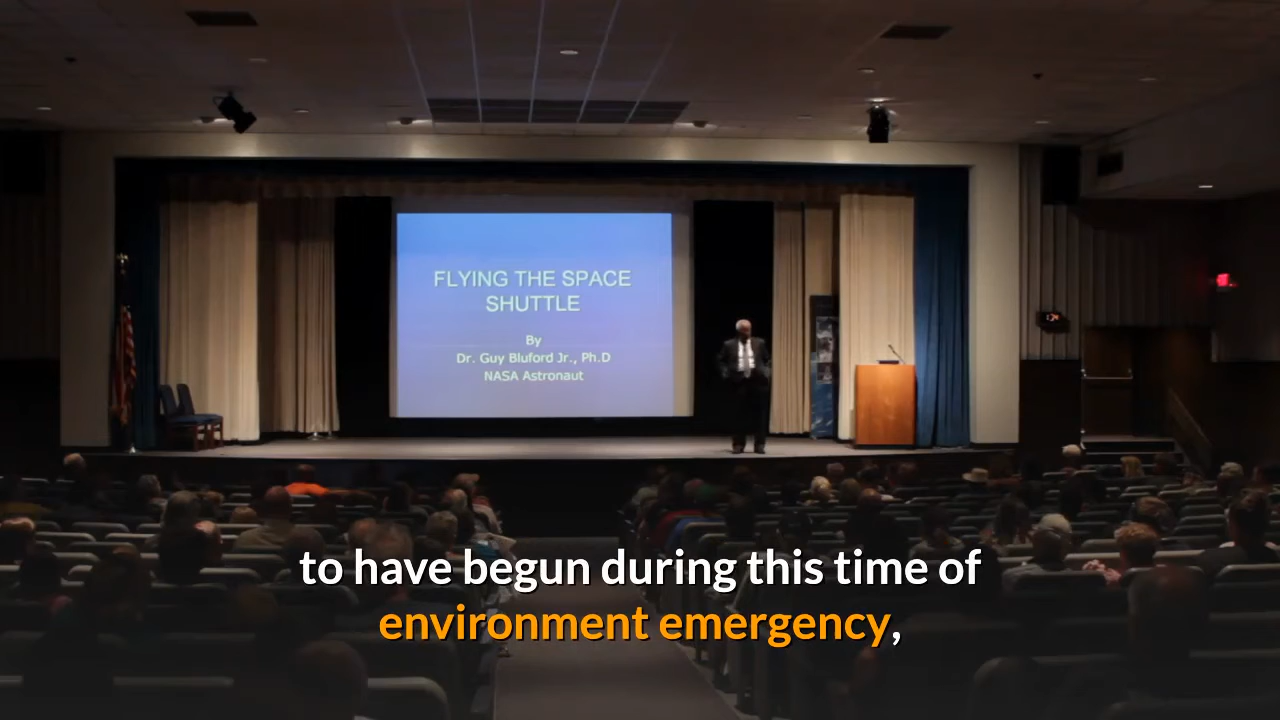 FLYING THE SPACE
SHUTTLE
By
Dr. Guy Bluford Jr., Ph.D
NASA Astronaut
to have begun during this time of
environment emergency,